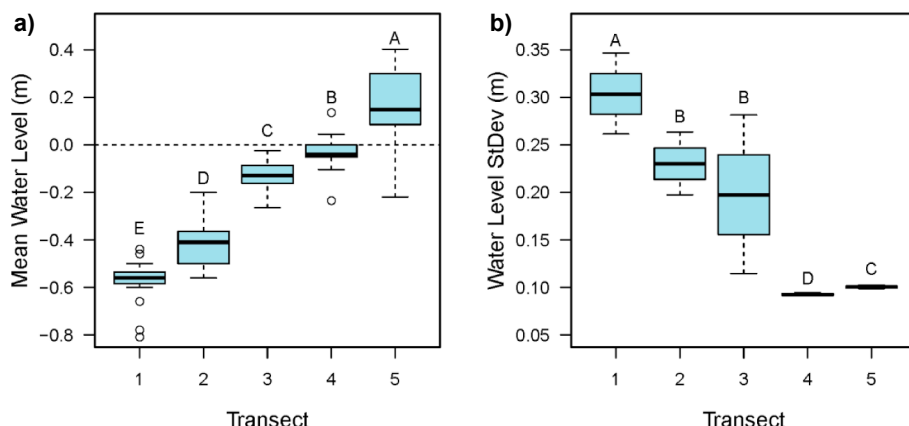 a)
Mean Water Level (m)
0.4
0.2
0.0
−0.2
−0.4
−0.6
−0.8
E
D
C
B
A
1 2 3 4 5
Transect
b)
Water Level StDev (m)
0.35
0.30
0.25
0.20
0.15
0.10
0.05
A
B
B
D
C
1 2 3 4 5
Transect